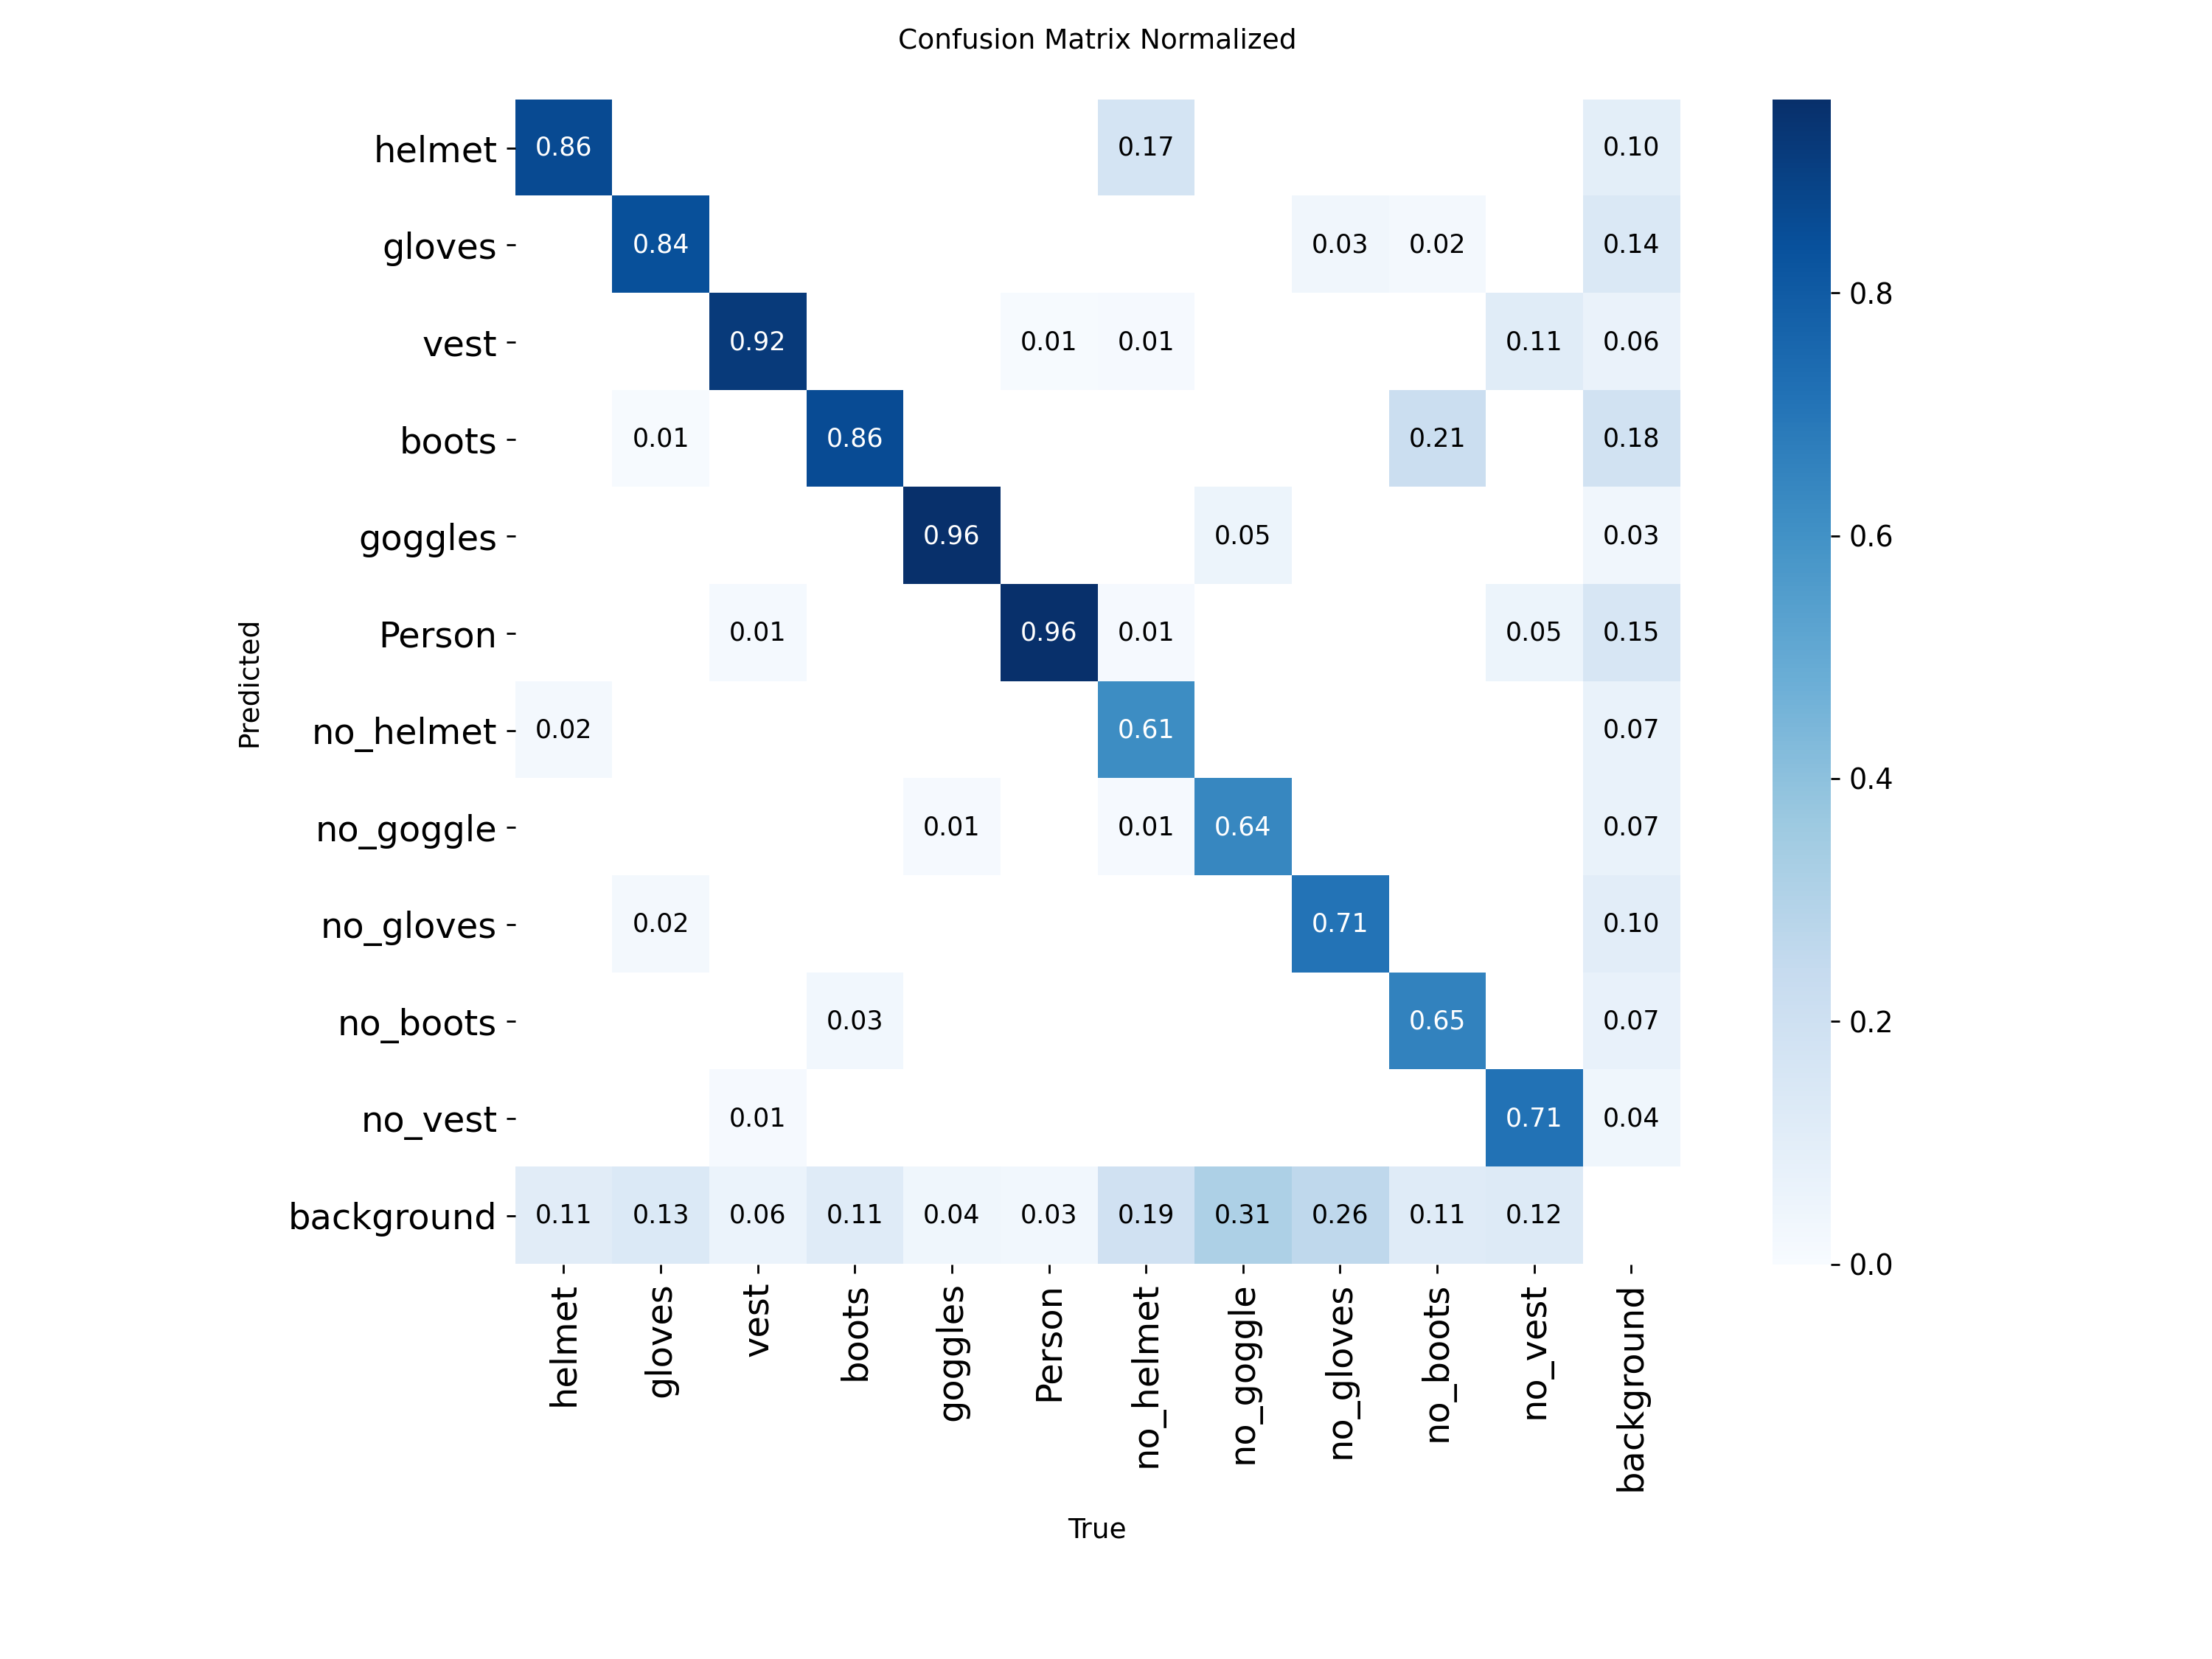 Confusion Matrix Normalized
helmet 0.86 0.17 0.10
gloves 0.84 0.03 0.02 0.14
vest 0.92 0.01 0.01 0.11 0.06
boots 0.01 0.86 0.21 0.18
goggles 0.96 0.05 0.03
Person 0.01 0.96 0.01 0.05 0.15
no_helmet 0.02 0.61 0.07
no_goggle 0.01 0.01 0.64 0.07
no_gloves 0.02 0.71 0.10
no_boots 0.03 0.65 0.07
no_vest 0.01 0.71 0.04
background 0.11 0.13 0.06 0.11 0.04 0.03 0.19 0.31 0.26 0.11 0.12
Predicted
helmet gloves vest boots goggles Person no_helmet no_goggle no_gloves no_boots no_vest background
True
0.8
0.6
0.4
0.2
0.0